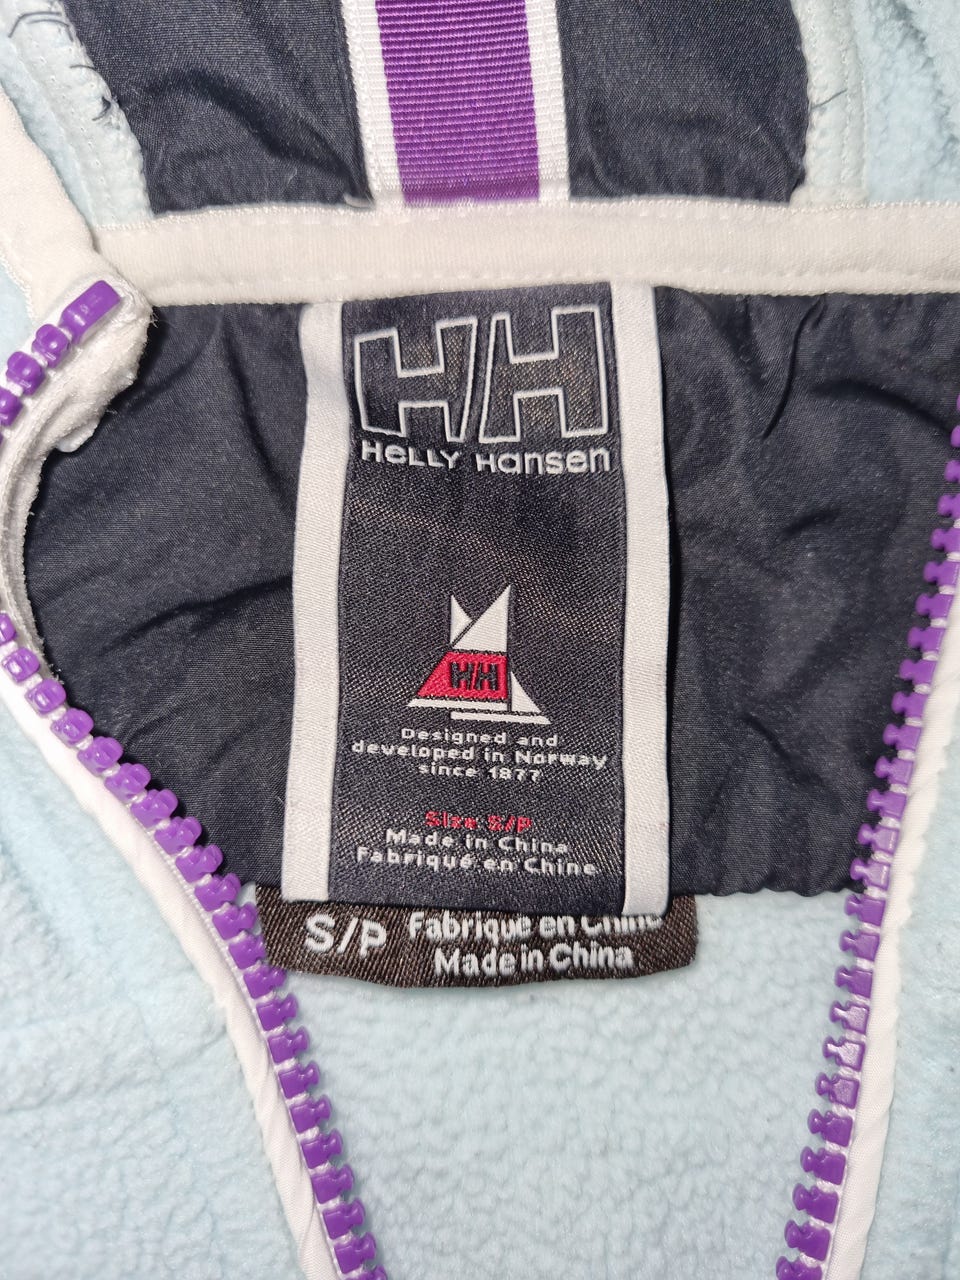 HH
HELLY HANSEN
HH
Designed and
developed in Norway
since 1877
Size S/P
Made in China
Fabriqué en Chine
S/P Fabrique en Chine
Made in China